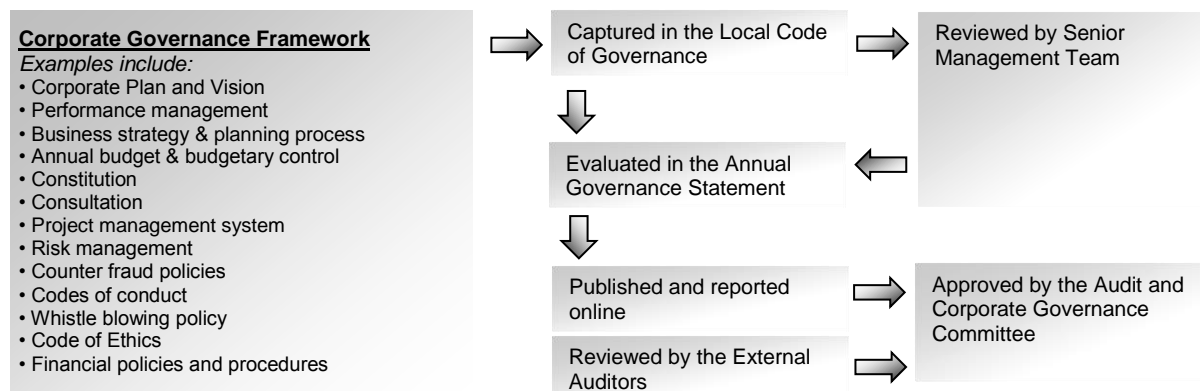 Corporate Governance Framework
Examples include:
• Corporate Plan and Vision
• Performance management
• Business strategy & planning process
• Annual budget & budgetary control
• Constitution
• Consultation
• Project management system
• Risk management
• Counter fraud policies
• Codes of conduct
• Whistle blowing policy
• Code of Ethics
• Financial policies and procedures
Captured in the Local Code
of Governance
Reviewed by Senior
Management Team
Evaluated in the Annual
Governance Statement
Published and reported
online
Approved by the Audit and
Corporate Governance
Committee
Reviewed by the External
Auditors